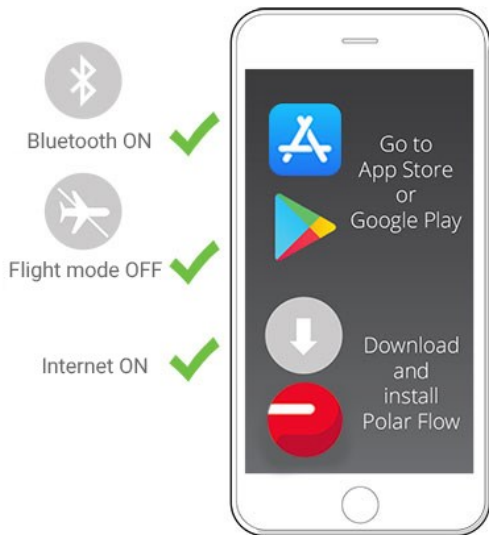 Bluetooth ON
Flight mode OFF
Internet ON
Go to
App Store
or
Google Play
Download
and
install
Polar Flow